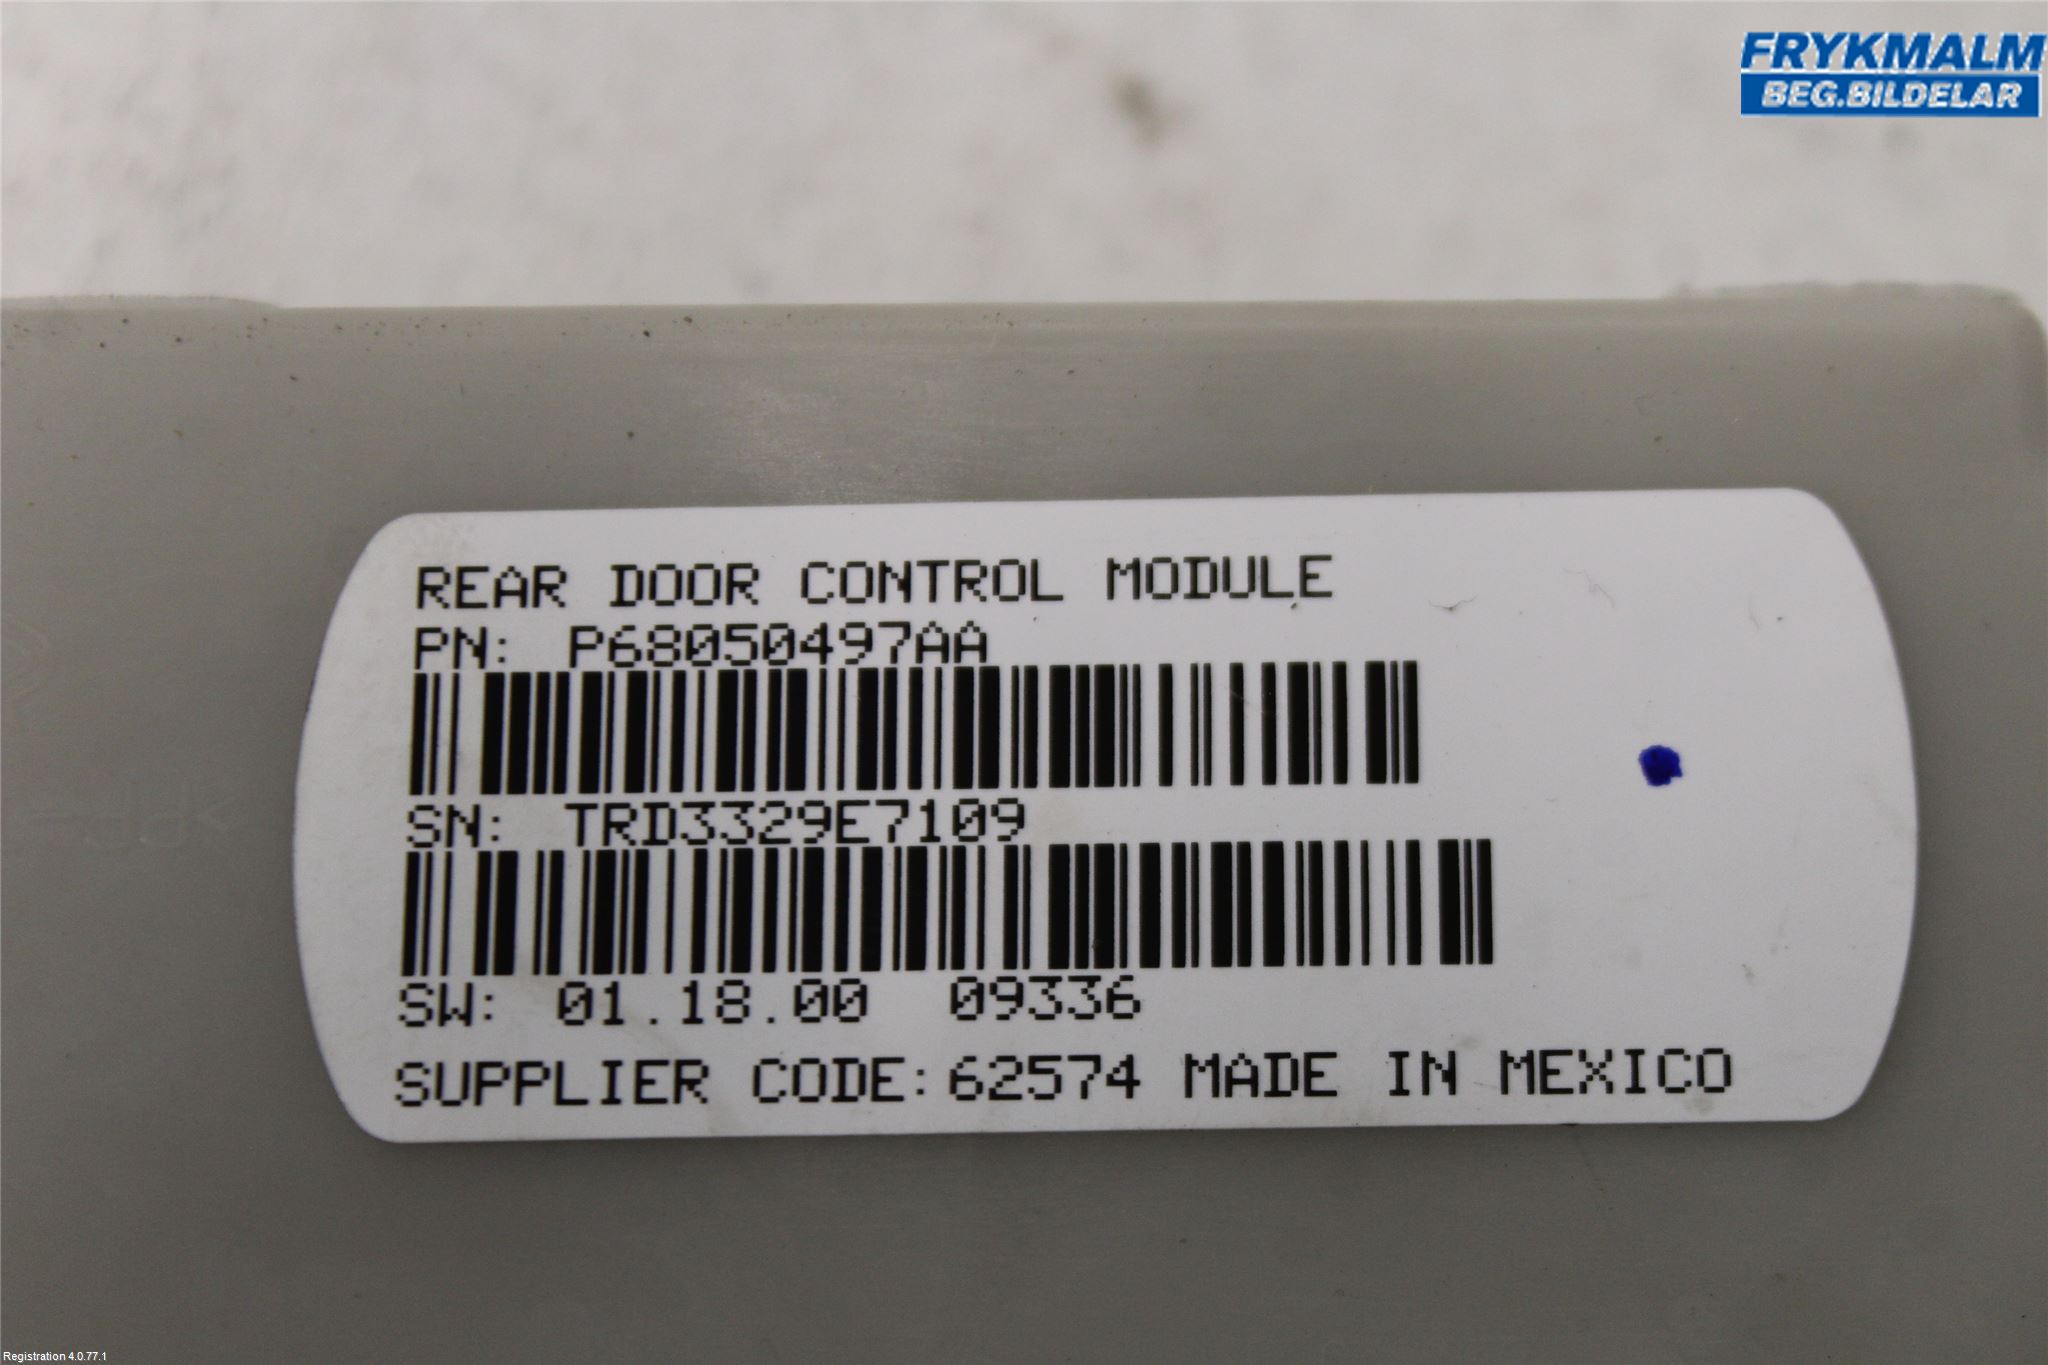 FRYKMALM
BEG.BILDELAR
REAR DOOR CONTROL MODULE
PN: P68050497AA
SN: TRD3329E7109
SW: 01.18.00 09336
SUPPLIER CODE:62574 MADE IN MEXICO
Registration 4.0.77.1